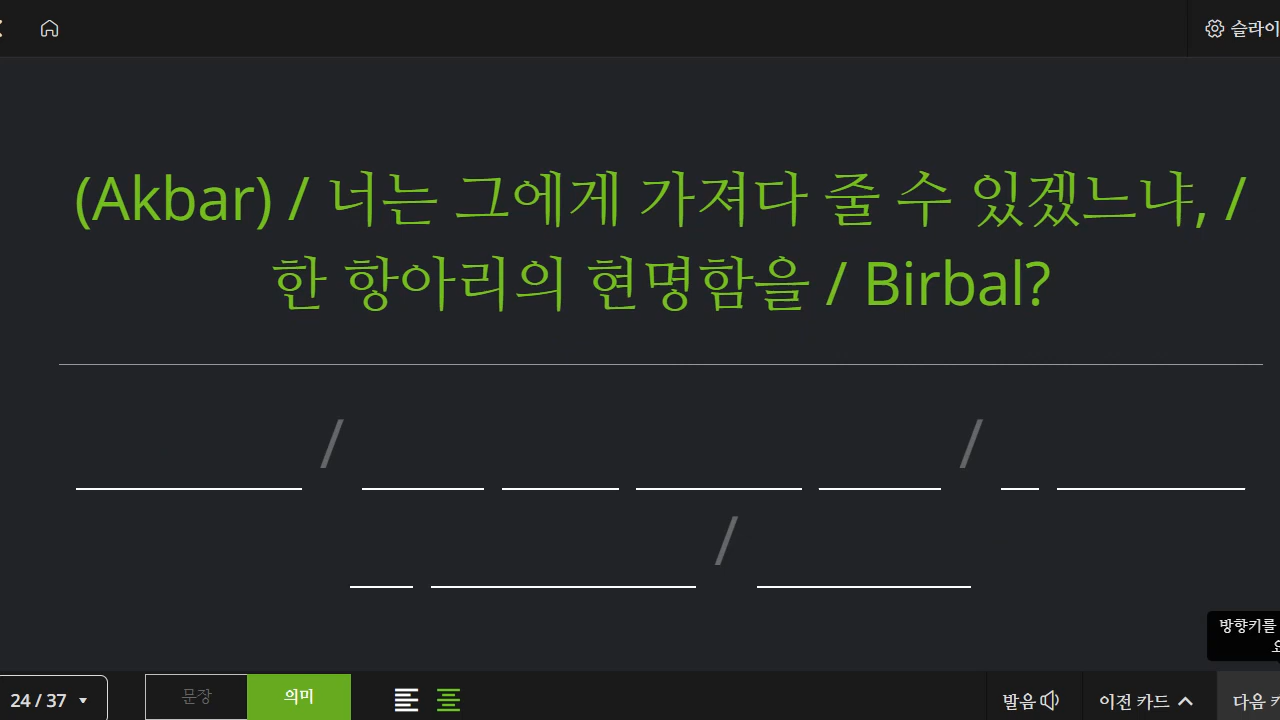 슬라이
(Akbar) / 너는 그에게 가져다 줄 수 있겠느냐, /
한 항아리의 현명함을 / Birbal?
/ /
/
방향키를
24 / 37 문장 의미 발음 이전 카드 다음